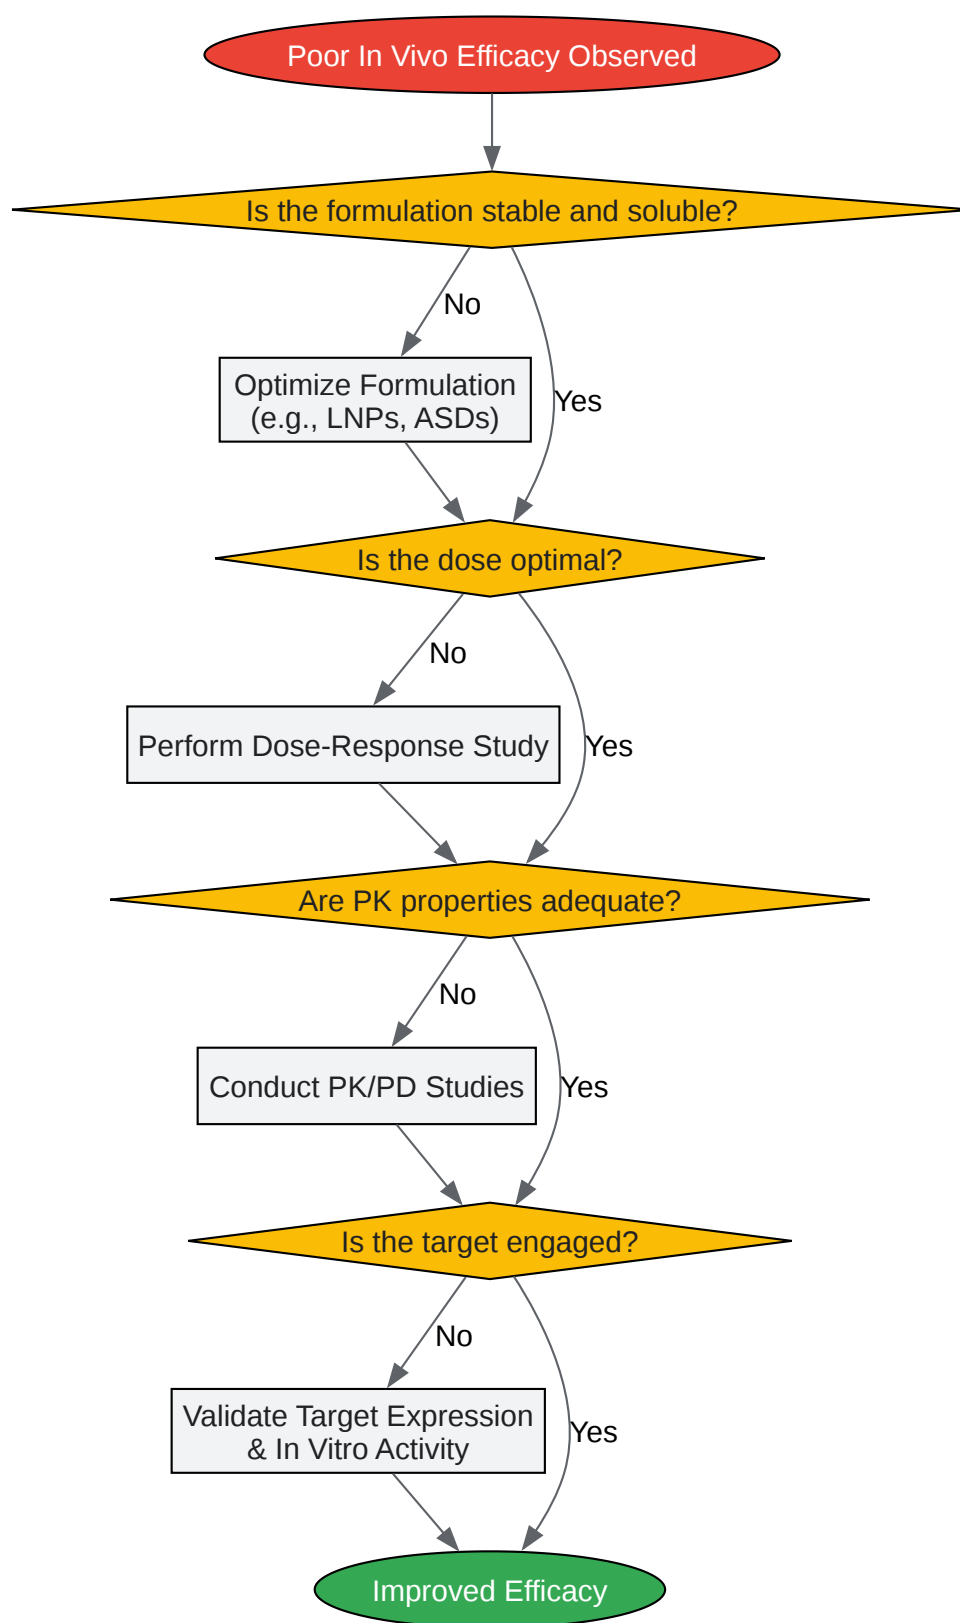 Poor In Vivo Efficacy Observed
Is the formulation stable and soluble?
No
Optimize Formulation
(e.g., LNPs, ASDs)
Yes
Is the dose optimal?
No
Perform Dose-Response Study
Yes
Are PK properties adequate?
No
Conduct PK/PD Studies
Yes
Is the target engaged?
No
Validate Target Expression
& In Vitro Activity
Yes
Improved Efficacy